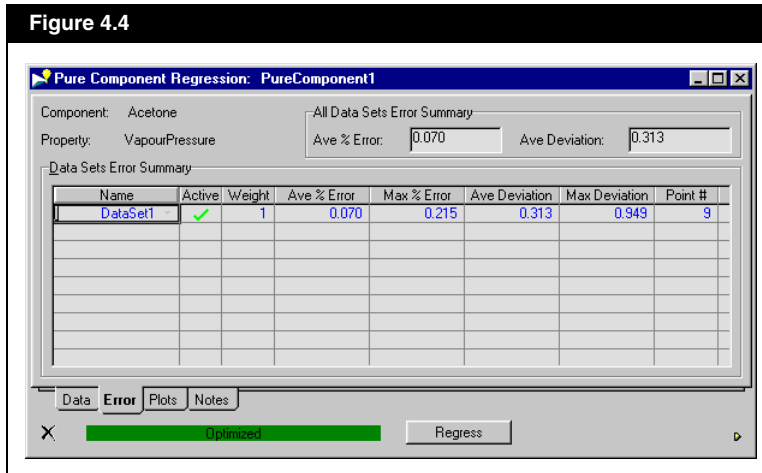 Figure 4.4
Pure Component Regression: PureComponent1
Component: Acetone
Property: VapourPressure
All Data Sets Error Summary
Ave % Error: 0.070 Ave Deviation: 0.313
Data Sets Error Summary
Name Active Weight Ave % Error Max % Error Ave Deviation Max Deviation Point #
DataSet1 1 0.070 0.215 0.313 0.949 9
Data Error Plots Notes
Optimized Regress